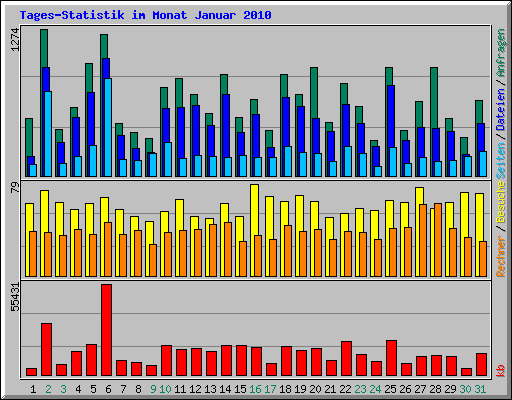 Tages-Statistik im Monat Januar 2010
1274
79
55431
Rechner / Besuche Seiten / Dateien / Anfragen
kb
1 2 3 4 5 6 7 8 9 10 11 12 13 14 15 16 17 18 19 20 21 22 23 24 25 26 27 28 29 30 31